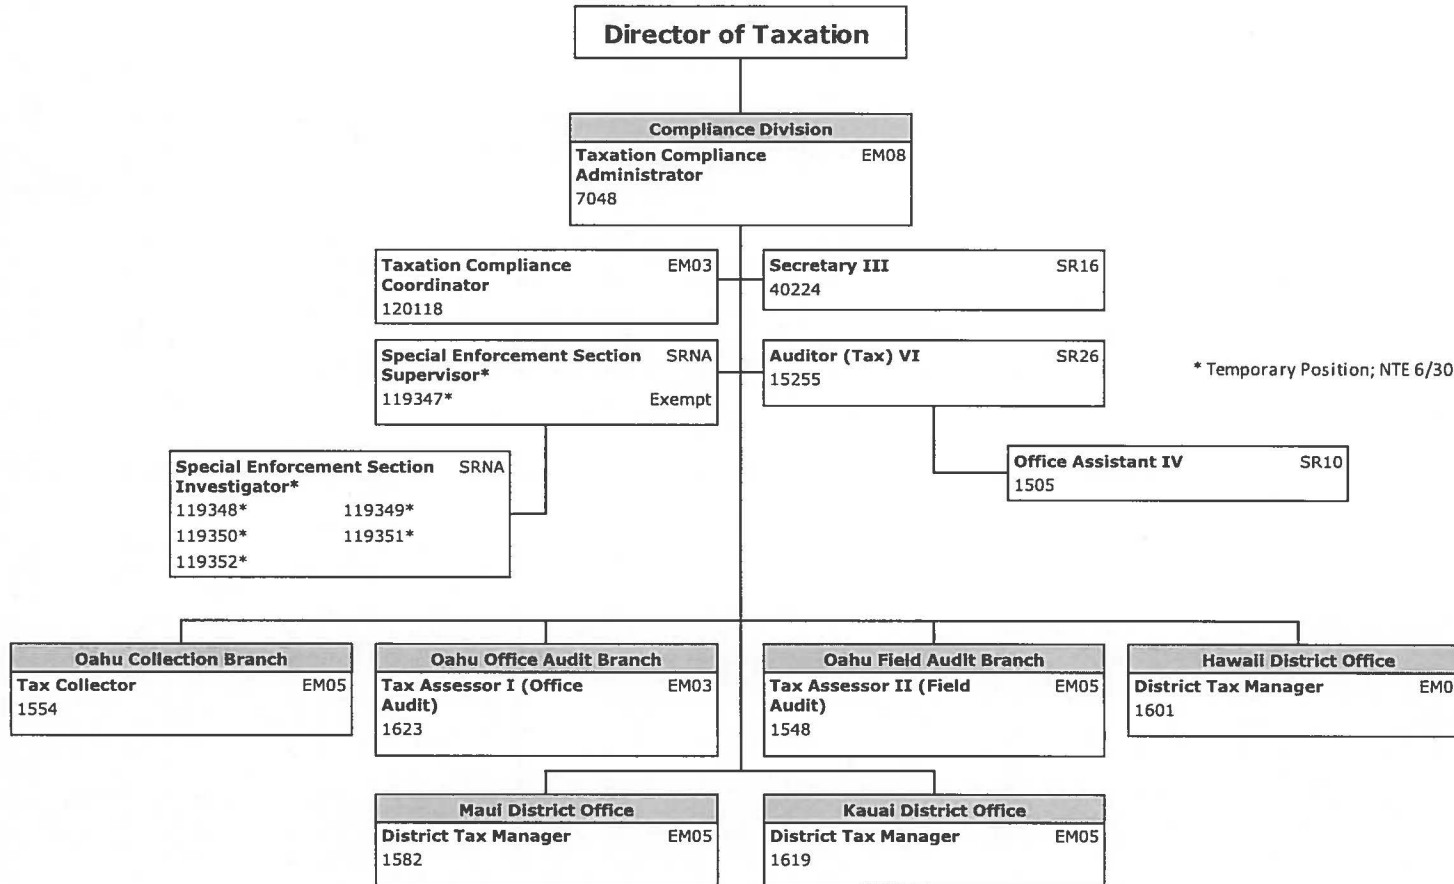 Director of Taxation
Compliance Division
Taxation Compliance EM08
Administrator
7048
Taxation Compliance EM03
Coordinator
120118
Secretary III SR16
40224
Special Enforcement Section SRNA
Supervisor*
119347* Exempt
Auditor (Tax) VI SR26
15255
* Temporary Position; NTE 6/30
Special Enforcement Section SRNA
Investigator*
119348* 119349*
119350* 119351*
119352*
Office Assistant IV SR10
1505
Oahu Collection Branch
Tax Collector EM05
1554
Oahu Office Audit Branch
Tax Assessor I (Office EM03
Audit)
1623
Oahu Field Audit Branch
Tax Assessor II (Field EM05
Audit)
1548
Hawaii District Office
District Tax Manager EM0
1601
Maui District Office
District Tax Manager EM05
1582
Kauai District Office
District Tax Manager EM05
1619